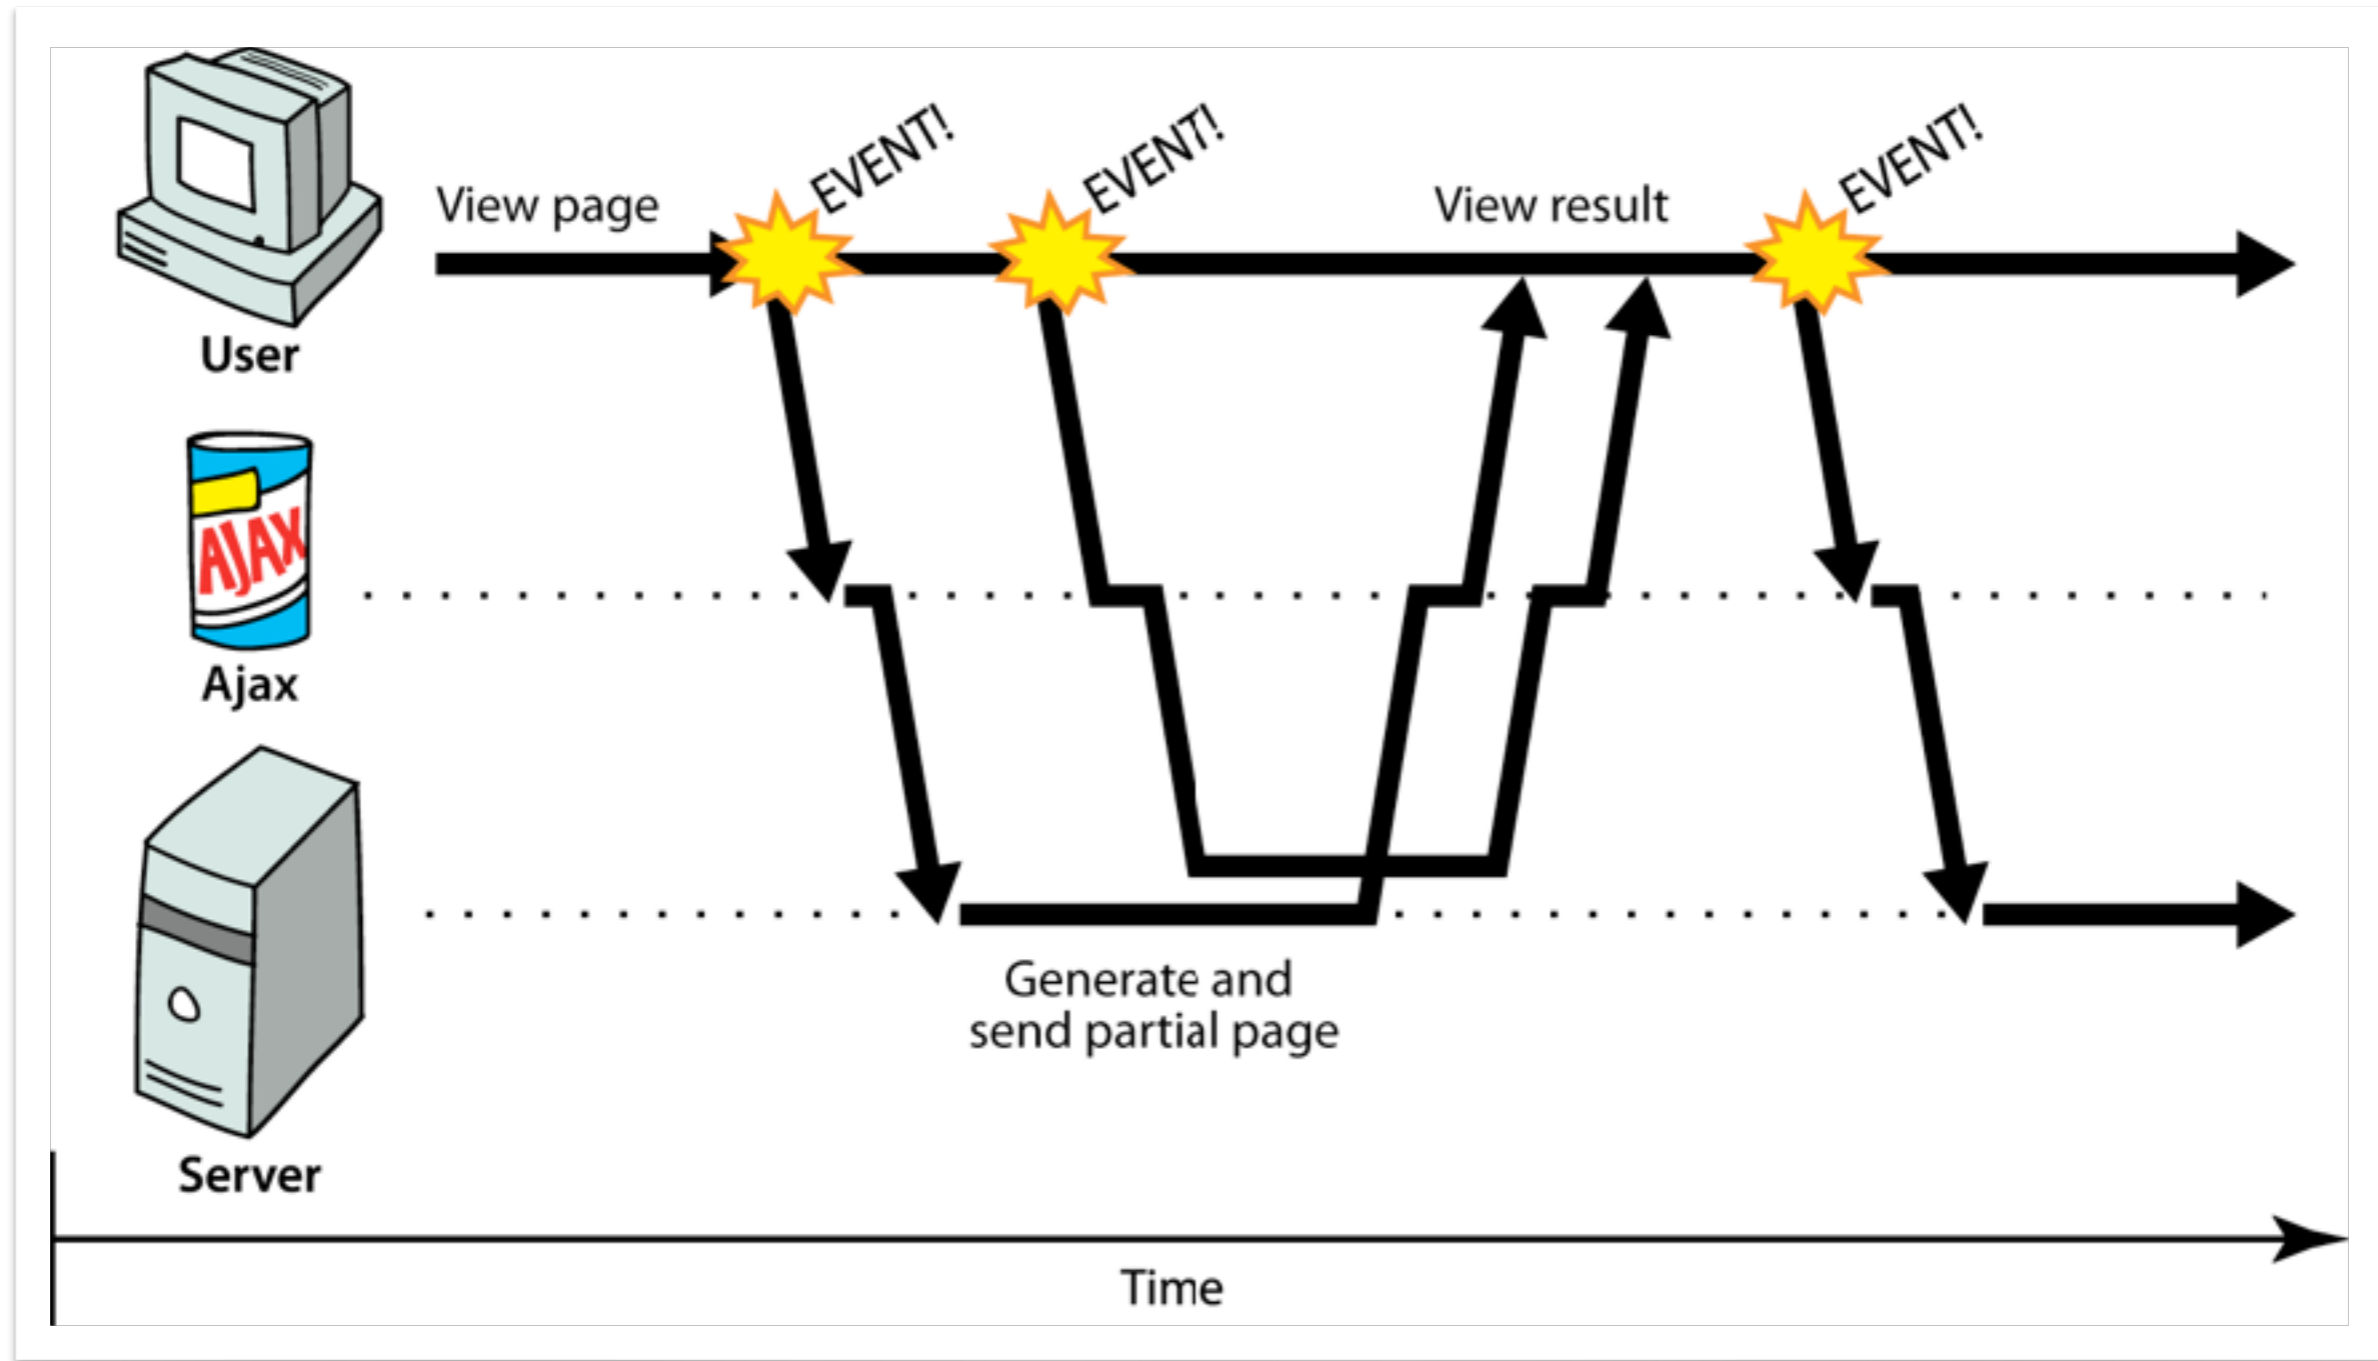 EVENT!
EVENT!
EVENT!
View page
View result
User
AJAX
Ajax
Generate and
send partial page
Server
Time